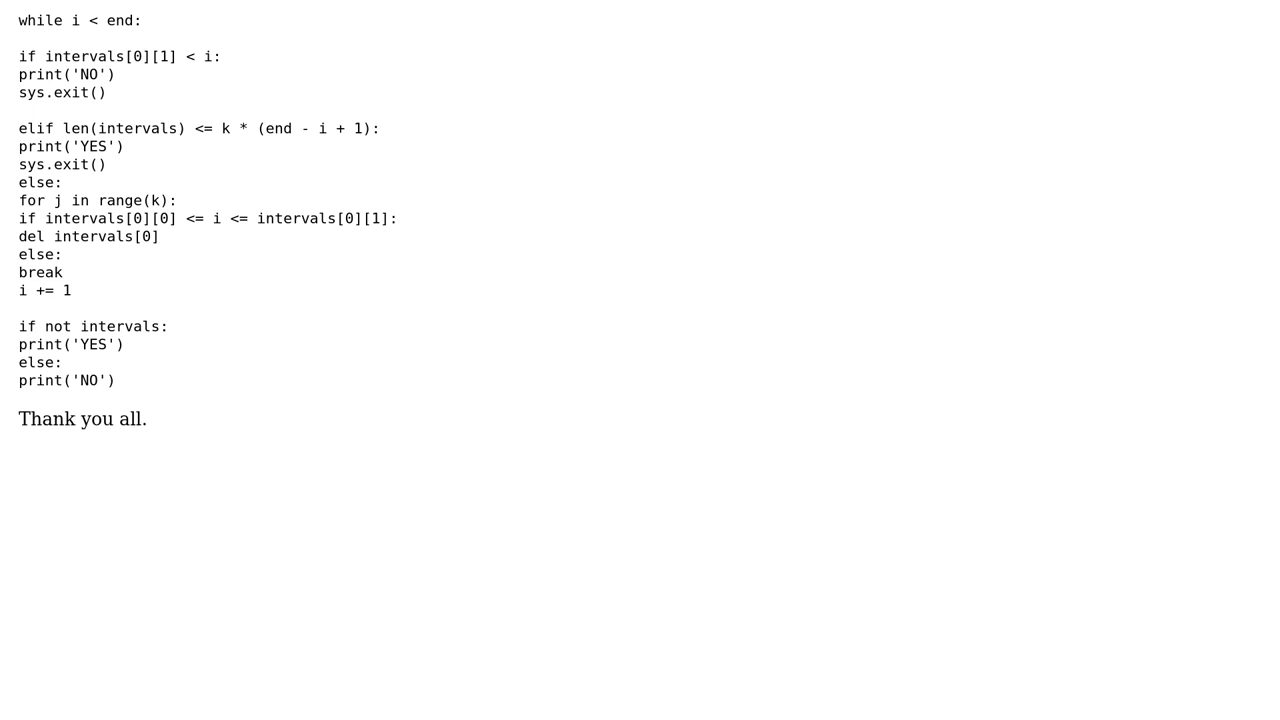 while i < end:
if intervals[0][1] < i:
print('NO')
sys.exit()
elif len(intervals) <= k * (end - i + 1):
print('YES')
sys.exit()
else:
for j in range(k):
if intervals[0][0] <= i <= intervals[0][1]:
del intervals[0]
else:
break
i += 1
if not intervals:
print('YES')
else:
print('NO')
Thank you all.